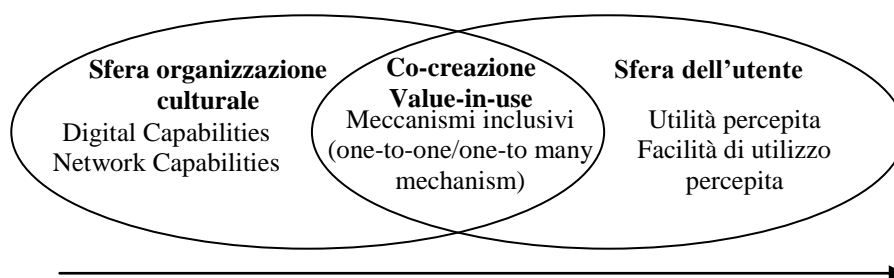 Sfera organizzazione
culturale
Digital Capabilities
Network Capabilities
Co-creazione
Value-in-use
Meccanismi inclusivi
(one-to-one/one-to many
mechanism)
Sfera dell'utente
Utilità percepita
Facilità di utilizzo
percepita